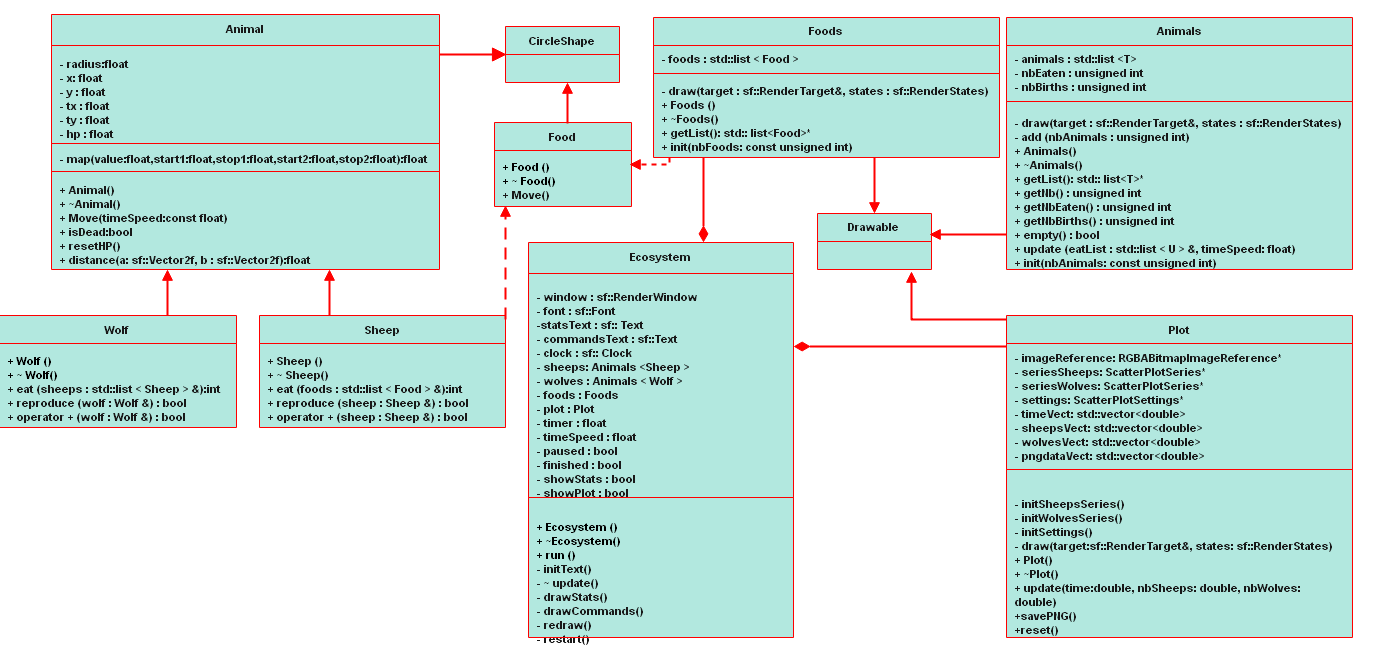 Animal
- radius:float
- x: float
- y : float
- tx : float
- ty : float
- hp : float
- map(value:float,start1:float,stop1:float,start2:float,stop2:float):float
+ Animal()
+ ~Animal()
+ Move(timeSpeed:const float)
+ isDead:bool
+ resetHP()
+ distance(a: sf::Vector2f, b : sf::Vector2f):float
CircleShape
Food
+ Food ()
+ ~ Food()
+ Move()
Foods
- foods : std::list < Food >
- draw(target : sf::RenderTarget&, states : sf::RenderStates)
+ Foods ()
+ ~Foods()
+ getList(): std:: list<Food>*
+ init(nbFoods: const unsigned int)
Animals
- animals : std::list <T>
- nbEaten : unsigned int
- nbBirths : unsigned int
- draw(target : sf::RenderTarget&, states : sf::RenderStates)
- add (nbAnimals : unsigned int)
+ Animals()
+ ~Animals()
+ getList(): std:: list<T>*
+ getNb() : unsigned int
+ getNbEaten() : unsigned int
+ getNbBirths() : unsigned int
+ empty() : bool
+ update (eatList : std::list < U > &, timeSpeed: float)
+ init(nbAnimals: const unsigned int)
Drawable
Wolf
+ Wolf ()
+ ~ Wolf()
+ eat (sheeps : std::list < Sheep > &):int
+ reproduce (wolf : Wolf &) : bool
+ operator + (wolf : Wolf &) : bool
Sheep
+ Sheep ()
+ ~ Sheep()
+ eat (foods : std::list < Food > &):int
+ reproduce (sheep : Sheep &) : bool
+ operator + (sheep : Sheep &) : bool
Ecosystem
- window : sf::RenderWindow
- font : sf::Font
-statsText : sf:: Text
- commandsText : sf::Text
- clock : sf:: Clock
- sheeps: Animals <Sheep >
- wolves : Animals < Wolf >
- foods : Foods
- plot : Plot
- timer : float
- timeSpeed : float
- paused : bool
- finished : bool
- showStats : bool
- showPlot : bool
+ Ecosystem ()
+ ~Ecosystem()
+ run ()
- initText()
- ~ update()
- drawStats()
- drawCommands()
- redraw()
- restart()
Plot
- imageReference: RGBABitmapImageReference*
- seriesSheeps: ScatterPlotSeries*
- seriesWolves: ScatterPlotSeries*
- settings: ScatterPlotSettings*
- timeVect: std::vector<double>
- sheepsVect: std::vector<double>
- wolvesVect: std::vector<double>
- pngdataVect: std::vector<double>
- initSheepsSeries()
- initWolvesSeries()
- initSettings()
- draw(target:sf::RenderTarget&, states: sf::RenderStates)
+ Plot()
+ ~Plot()
+ update(time:double, nbSheeps: double, nbWolves:
double)
+savePNG()
+reset()